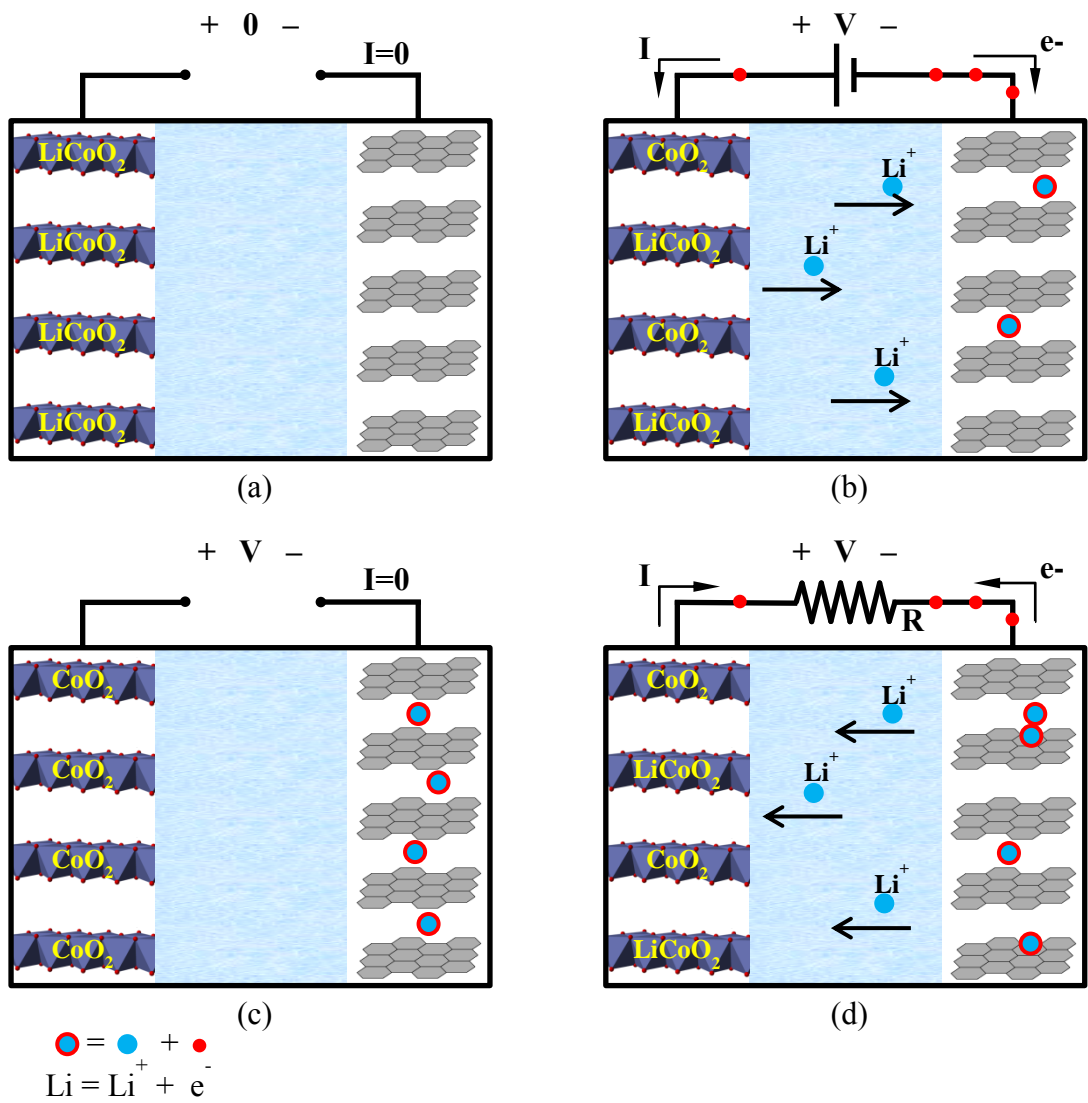 + 0 –
I=0
LiCoO₂
LiCoO₂
LiCoO₂
LiCoO₂
(a)
+ V –
I
e-
CoO₂
LiCoO₂
CoO₂
LiCoO₂
Li⁺
Li⁺
Li⁺
(b)
+ V –
I=0
CoO₂
CoO₂
CoO₂
CoO₂
(c)
+ V –
I
e-
R
CoO₂
LiCoO₂
CoO₂
LiCoO₂
Li⁺
Li⁺
Li⁺
(d)
= +
Li = Li⁺ + e⁻